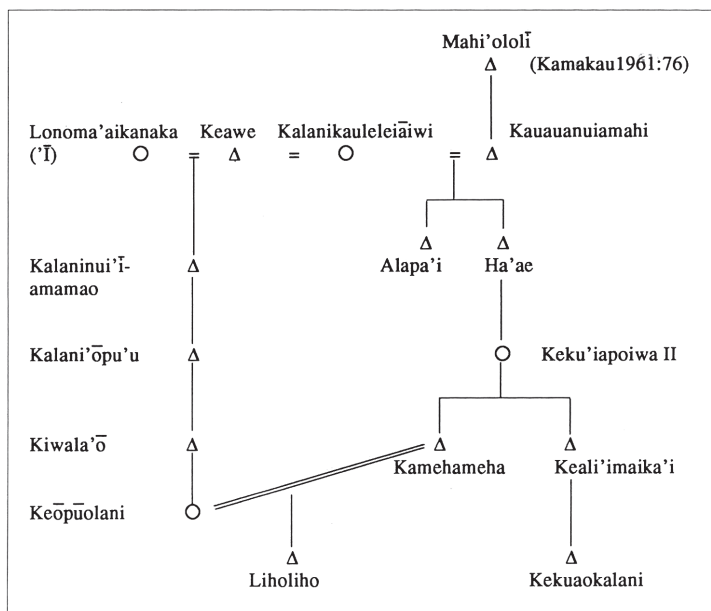 Mahi'ololī
(Kamakau1961:76)
Lonoma'aikanaka Keawe Kalanikauleleiāiwi Kauauanuiamahi
('Ī)
Alapa'i Ha'ae
Kalaninui'ī-
amamao
Kalani'ōpu'u
Keku'iapoiwa II
Kiwala'ō
Kamehameha Keali'imaika'i
Keōpūolani
Liholiho Kekuaokalani